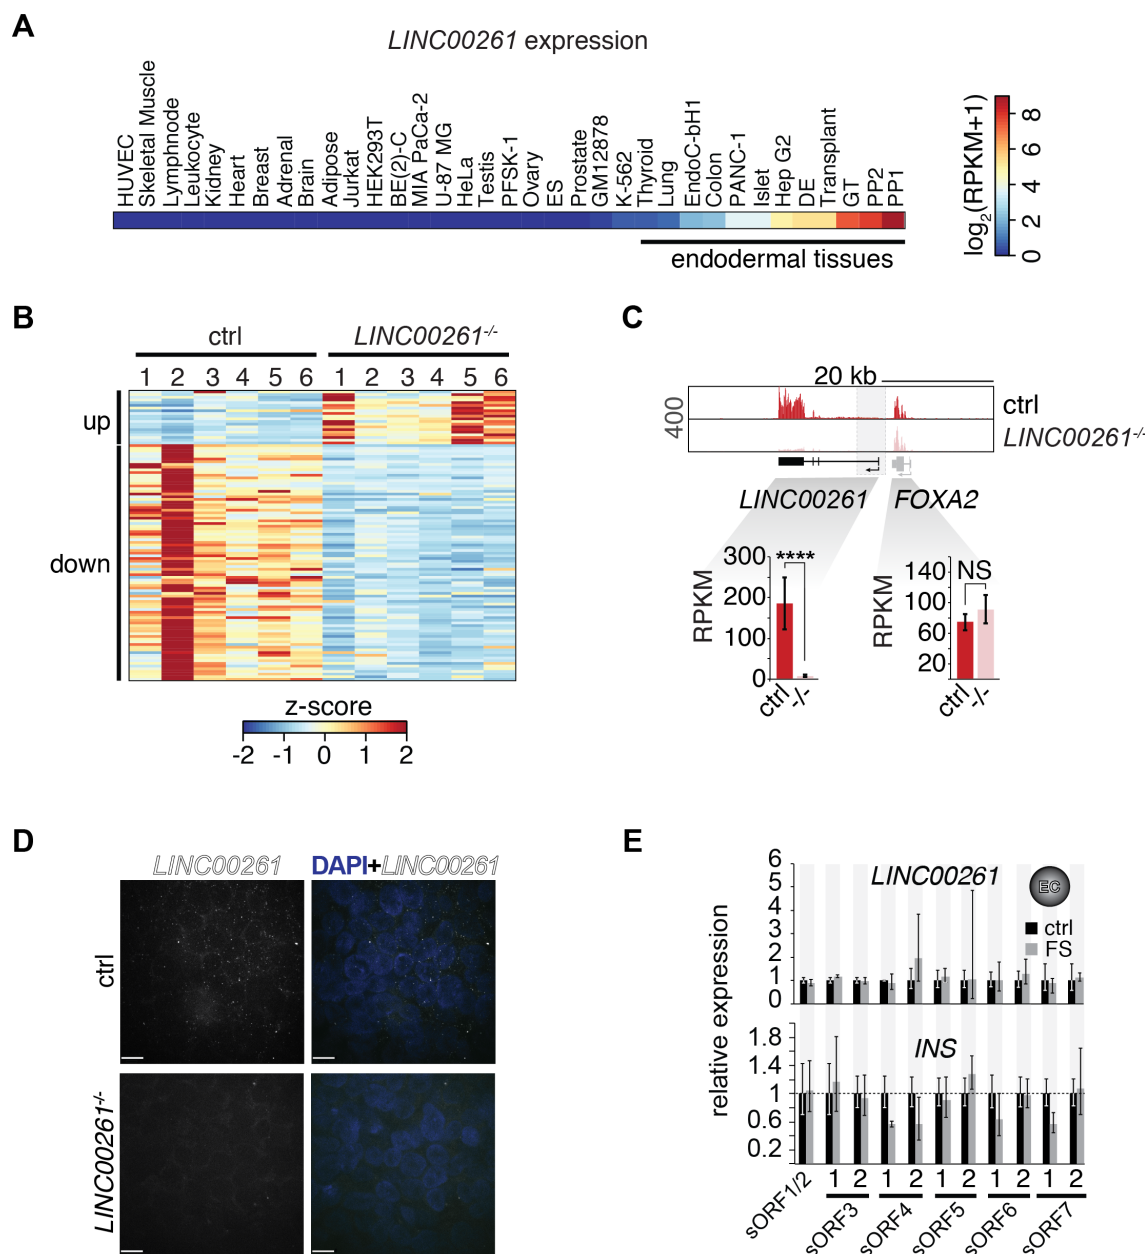 A
LINC00261 expression
HUVEC
Skeletal Muscle
Lymphnode
Leukocyte
Kidney
Heart
Breast
Adrenal
Brain
Adipose
Jurkat
HEK293T
BE(2)-C
MIA PaCa-2
U-87 MG
HeLa
Testis
PFSK-1
Ovary
ES
Prostate
GM12878
K-562
Thyroid
Lung
EndoC-bH1
Colon
PANC-1
Islet
Hep G2
DE
Transplant
GT
PP2
PP1
endodermal tissues
log2(RPKM+1)
8
6
4
2
0
B
ctrl LINC00261-/-
1 2 3 4 5 6 1 2 3 4 5 6
up
down
z-score
-2 -1 0 1 2
C
20 kb
400
ctrl
LINC00261-/-
LINC00261 FOXA2
RPKM
300
200
100
0
****
ctrl
-/-
RPKM
140
100
60
20
NS
ctrl
-/-
D
LINC00261 DAPI+LINC00261
ctrl
LINC00261-/-
E
relative expression
6
5
4
3
2
1
0
LINC00261
EC
ctrl
FS
1.8
1.4
1
0.6
0.2
INS
1 2 1 2 1 2 1 2 1 2
sORF1/2
sORF3
sORF4
sORF5
sORF6
sORF7